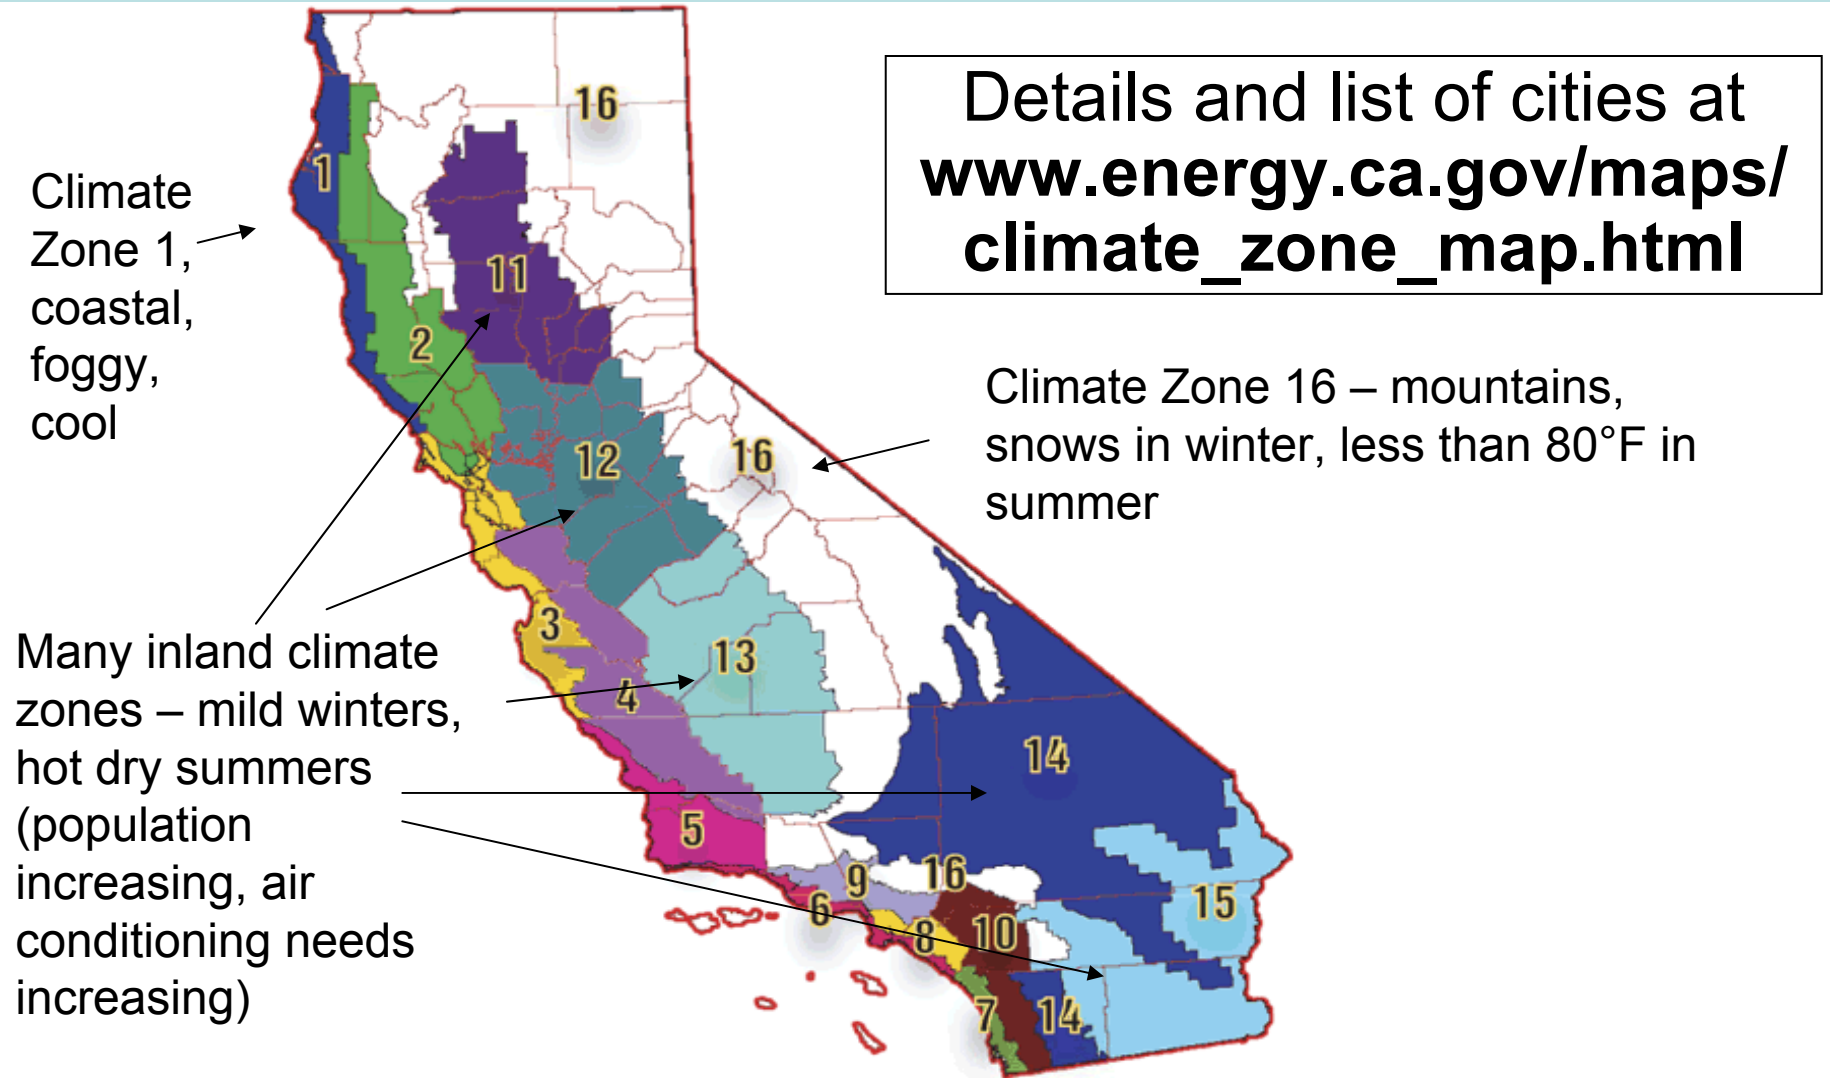 Details and list of cities at
www.energy.ca.gov/maps/
climate_zone_map.html
Climate
Zone 1,
coastal,
foggy,
cool
Climate Zone 16 – mountains,
snows in winter, less than 80°F in
summer
Many inland climate
zones – mild winters,
hot dry summers
(population
increasing, air
conditioning needs
increasing)
16
1
11
2
12
16
3
13
4
14
5
9
16
15
6
8
10
7
14